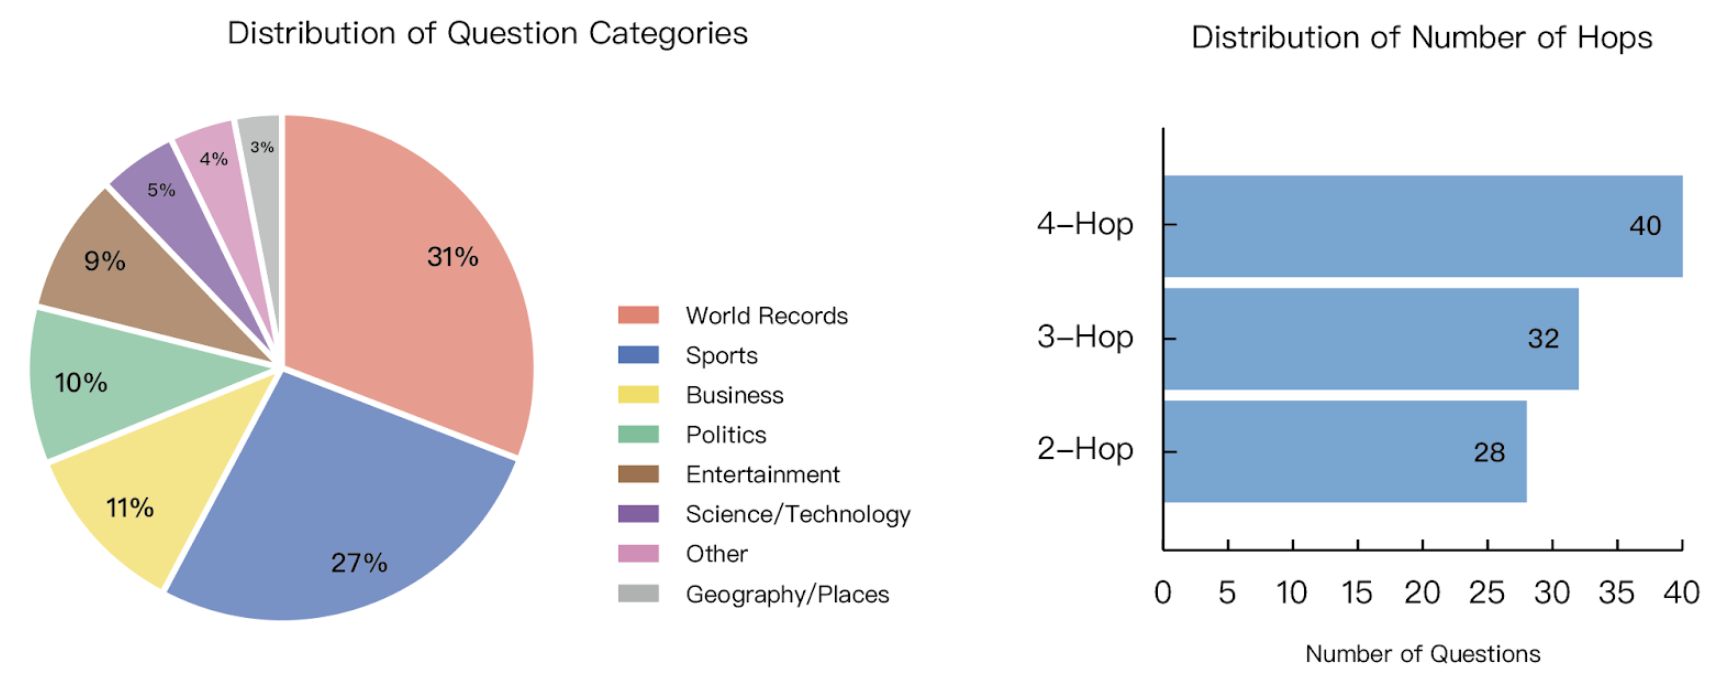 Distribution of Question Categories
3%
4%
5%
9%
31%
10%
11%
27%
World Records
Sports
Business
Politics
Entertainment
Science/Technology
Other
Geography/Places
Distribution of Number of Hops
4–Hop 40
3–Hop 32
2–Hop 28
0 5 10 15 20 25 30 35 40
Number of Questions